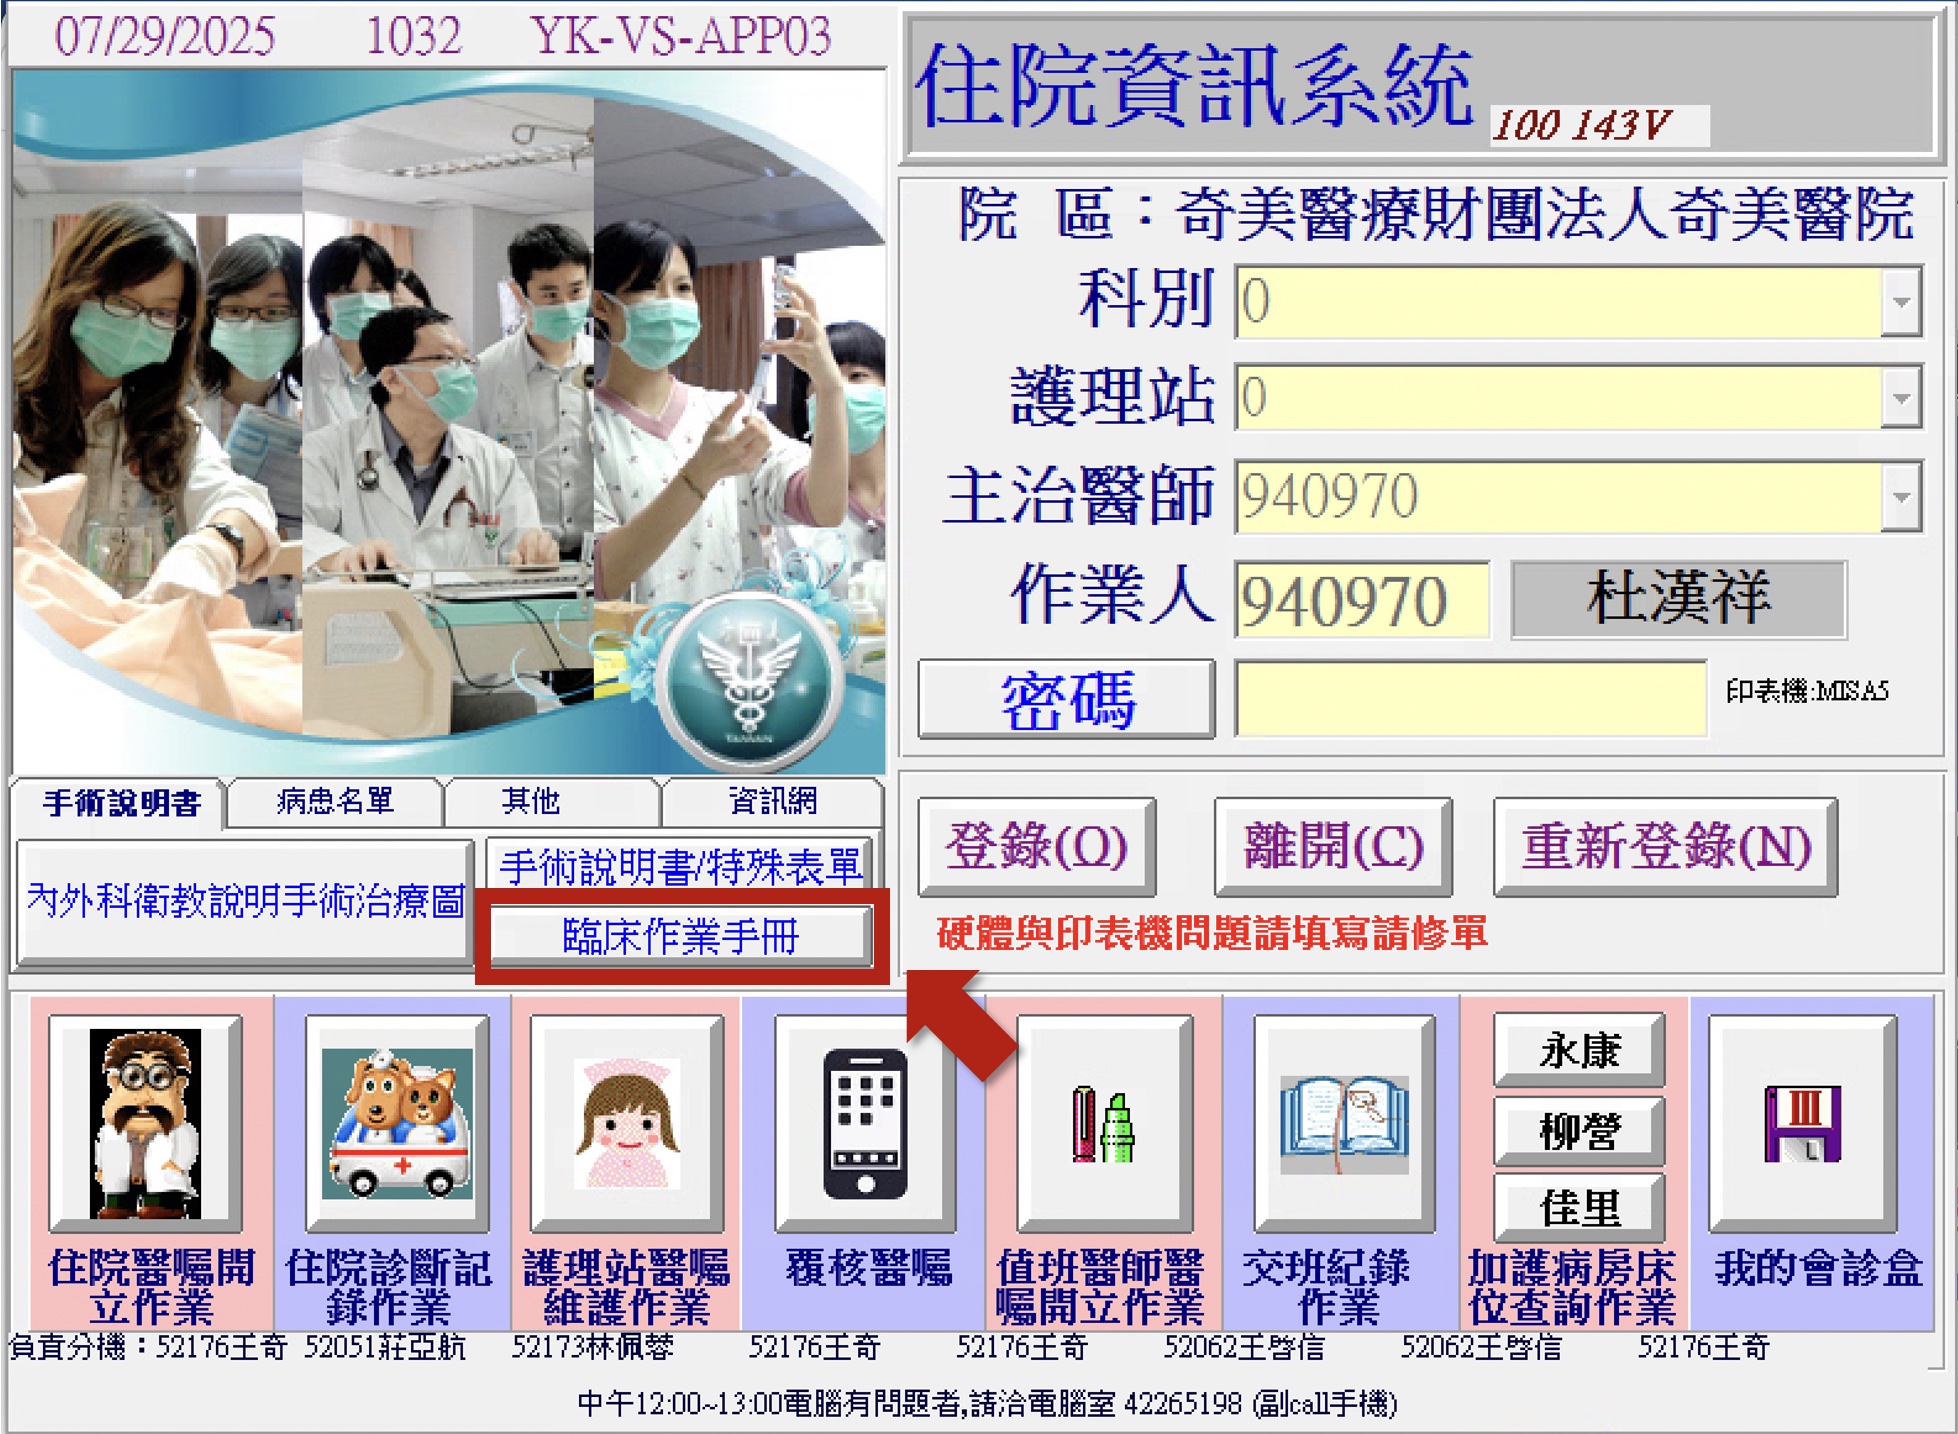 07/29/2025 1032 YK-VS-APP03
住院資訊系統 100 143V
院 區：奇美醫療財團法人奇美醫院
科別 0
護理站 0
主治醫師 940970
作業人 940970 杜漢祥
密碼 印表機:MISA5
手術說明書 病患名單 其他 資訊網
內外科衛教說明手術治療圖
手術說明書/特殊表單
臨床作業手冊
登錄(O) 離開(C) 重新登錄(N)
硬體與印表機問題請填寫請修單
永康
柳營
佳里
III
住院醫囑開
立作業
住院診斷記
錄作業
護理站醫囑
維護作業
覆核醫囑
值班醫師醫
囑開立作業
交班紀錄
作業
加護病房床
位查詢作業
我的會診盒
負責分機：52176王奇 52051莊亞航 52173林佩蓉 52176王奇 52176王奇 52062王啓信 52062王啓信 52176王奇
中午12:00~13:00電腦有問題者,請洽電腦室 42265198 (副call手機)